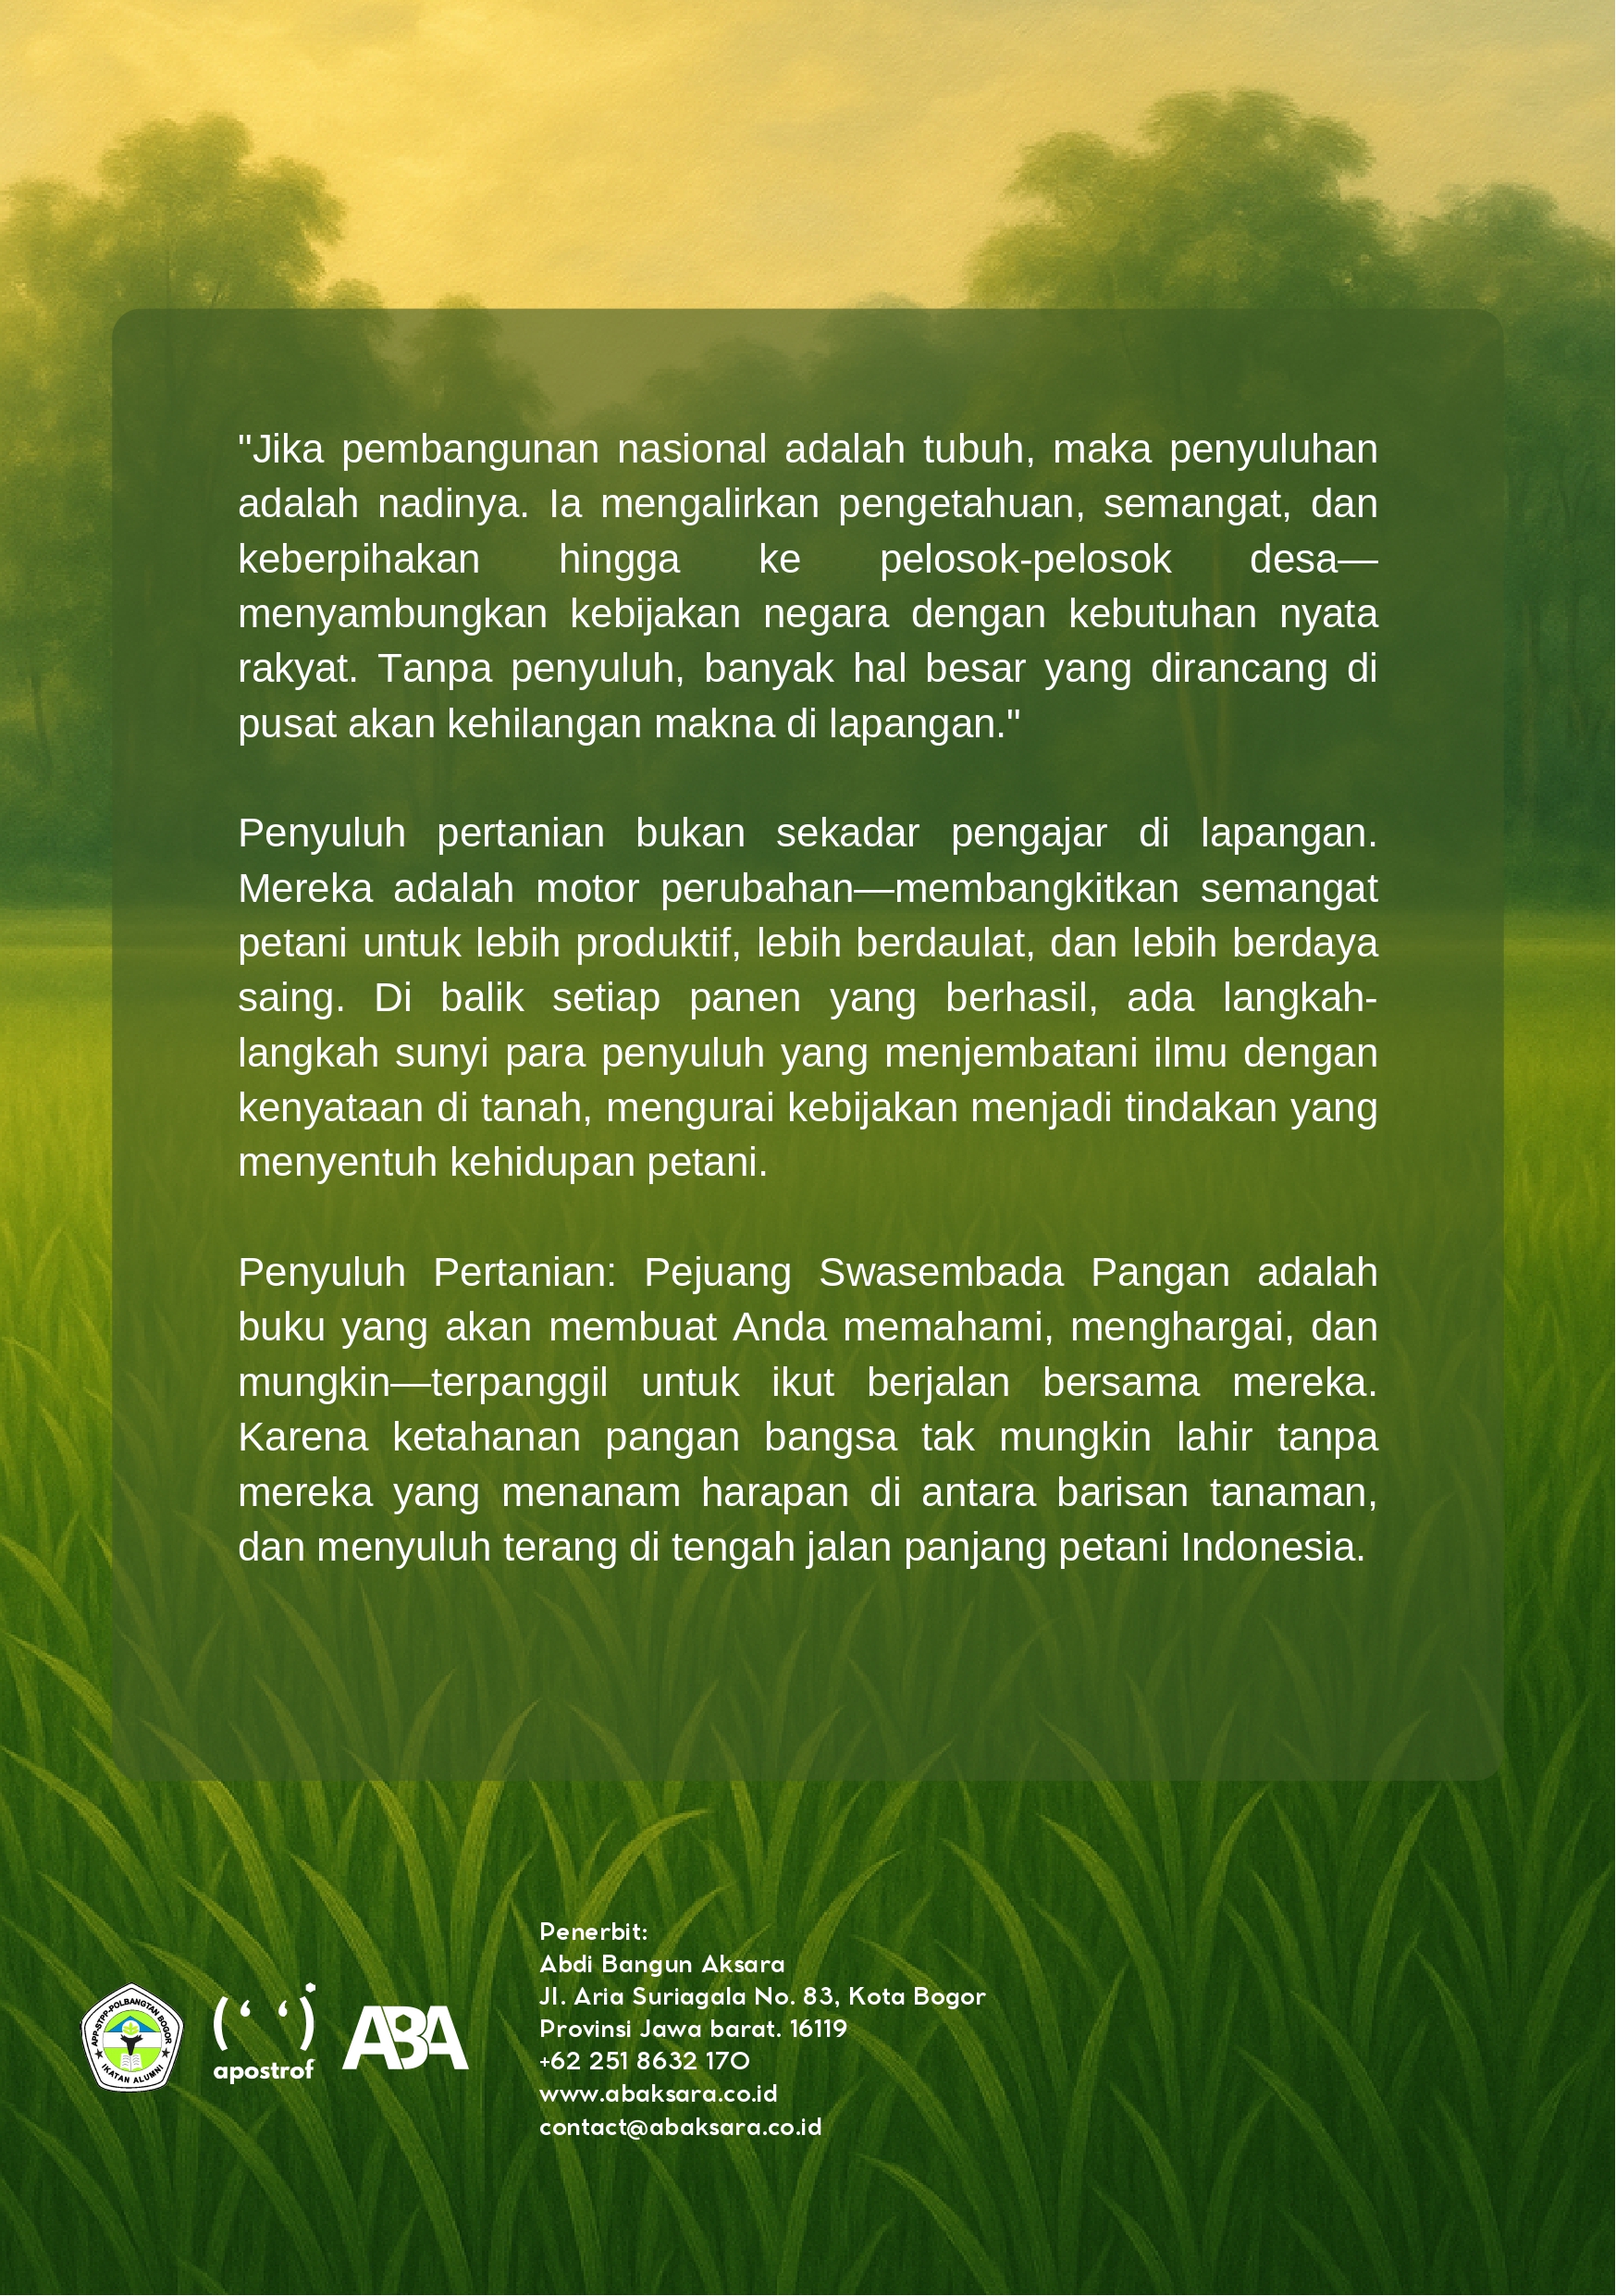 "Jika pembangunan nasional adalah tubuh, maka penyuluhan
adalah nadinya. Ia mengalirkan pengetahuan, semangat, dan
keberpihakan hingga ke pelosok-pelosok desa—
menyambungkan kebijakan negara dengan kebutuhan nyata
rakyat. Tanpa penyuluh, banyak hal besar yang dirancang di
pusat akan kehilangan makna di lapangan."
Penyuluh pertanian bukan sekadar pengajar di lapangan.
Mereka adalah motor perubahan—membangkitkan semangat
petani untuk lebih produktif, lebih berdaulat, dan lebih berdaya
saing. Di balik setiap panen yang berhasil, ada langkah-
langkah sunyi para penyuluh yang menjembatani ilmu dengan
kenyataan di tanah, mengurai kebijakan menjadi tindakan yang
menyentuh kehidupan petani.
Penyuluh Pertanian: Pejuang Swasembada Pangan adalah
buku yang akan membuat Anda memahami, menghargai, dan
mungkin—terpanggil untuk ikut berjalan bersama mereka.
Karena ketahanan pangan bangsa tak mungkin lahir tanpa
mereka yang menanam harapan di antara barisan tanaman,
dan menyuluh terang di tengah jalan panjang petani Indonesia.
APP-STPP-POLBANGTAN BOGOR
IKATAN ALUMNI
apostrof
ABA
Penerbit:
Abdi Bangun Aksara
Jl. Aria Suriagala No. 83, Kota Bogor
Provinsi Jawa barat. 16119
+62 251 8632 170
www.abaksara.co.id
contact@abaksara.co.id